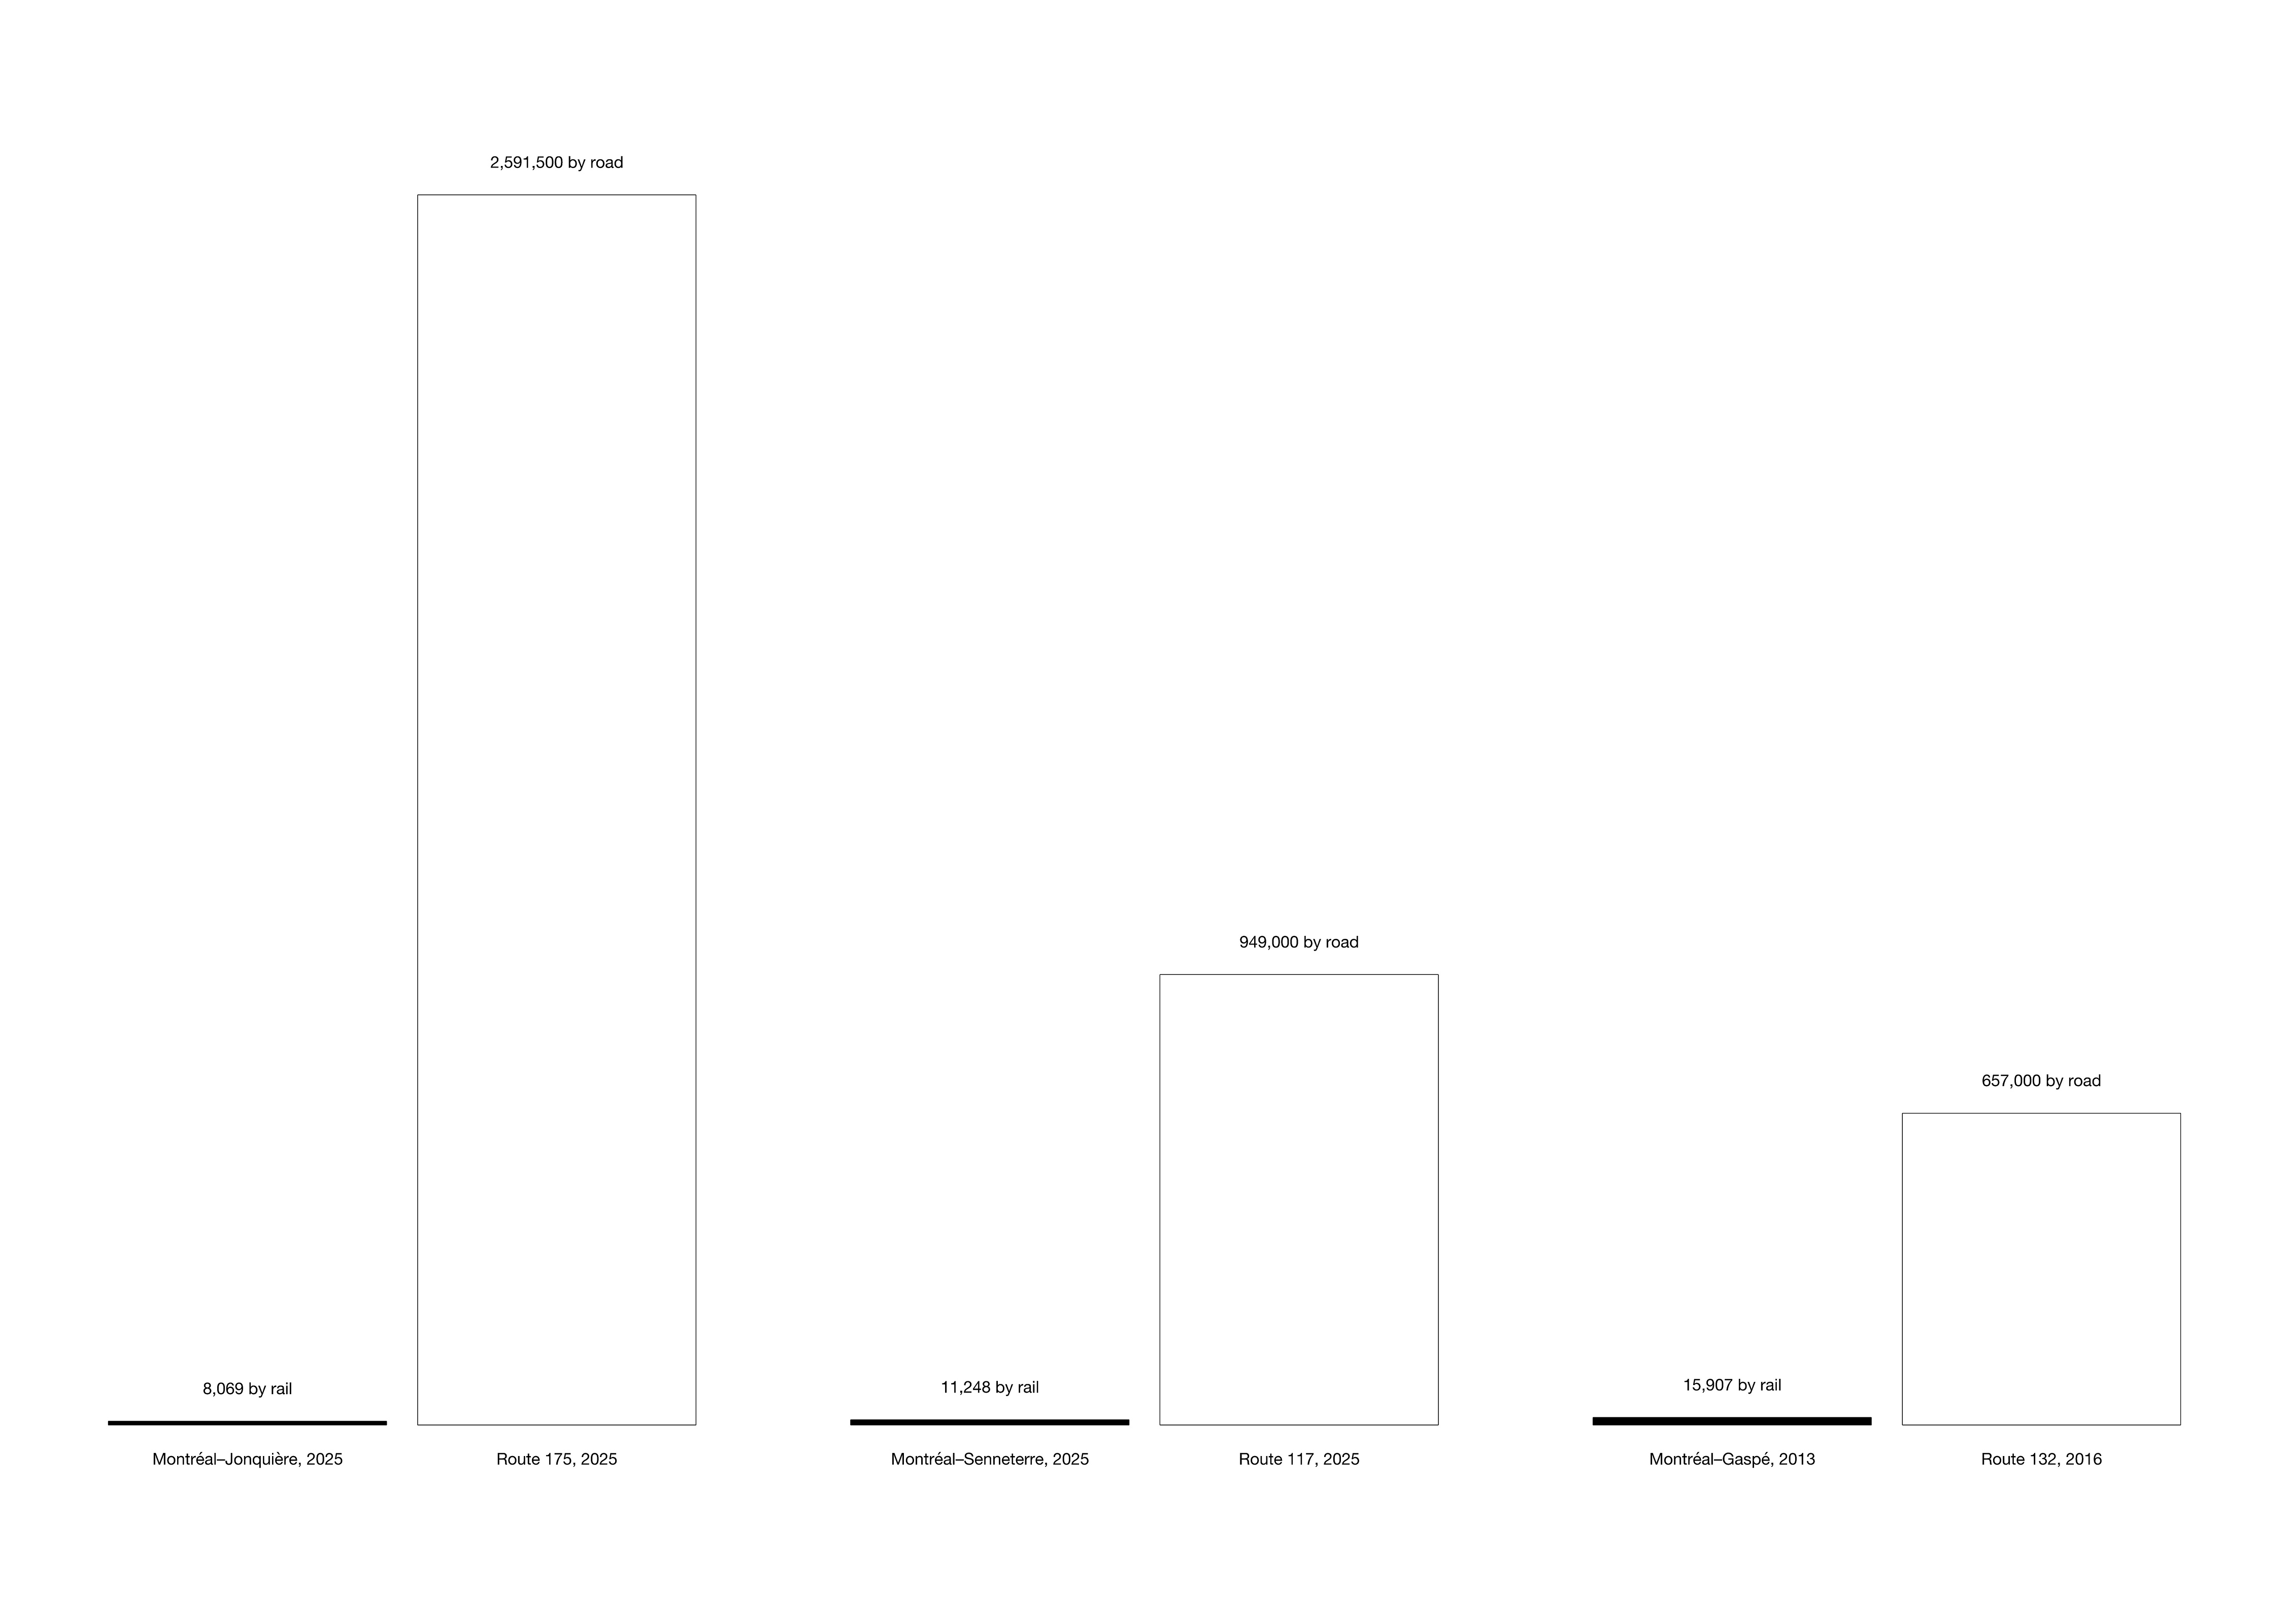 2,591,500 by road
949,000 by road
657,000 by road
8,069 by rail
11,248 by rail
15,907 by rail
Montréal–Jonquière, 2025
Route 175, 2025
Montréal–Senneterre, 2025
Route 117, 2025
Montréal–Gaspé, 2013
Route 132, 2016